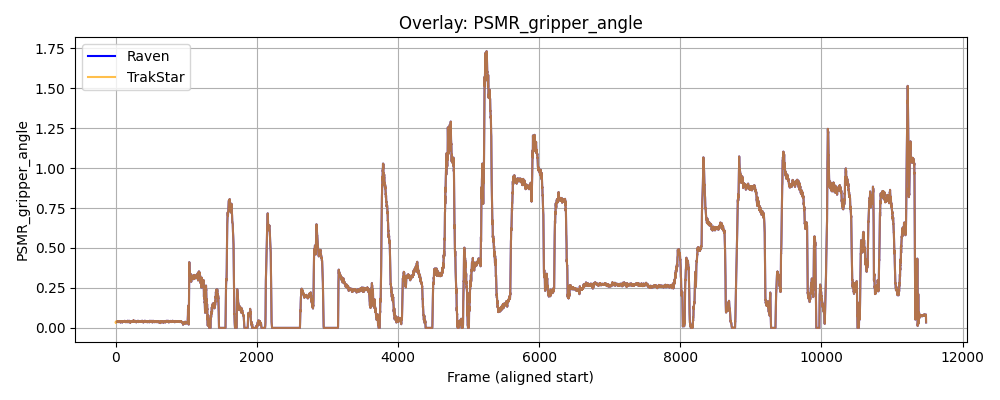 Overlay: PSMR_gripper_angle
Raven
TrakStar
PSMR_gripper_angle
1.75
1.50
1.25
1.00
0.75
0.50
0.25
0.00
0 2000 4000 6000 8000 10000 12000
Frame (aligned start)